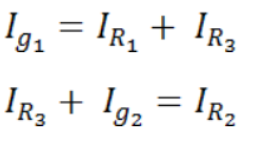 I_{g_1} = I_{R_1} + I_{R_3}
I_{R_3} + I_{g_2} = I_{R_2}